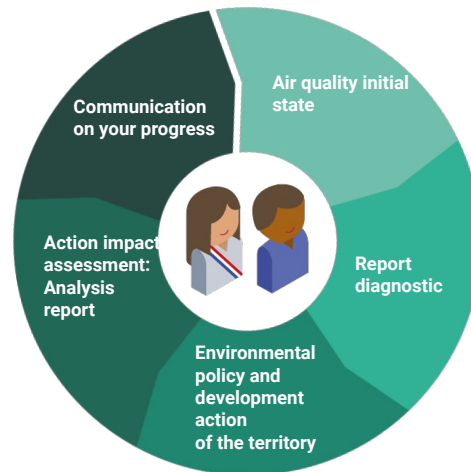 Air quality initial
state
Report
diagnostic
Environmental
policy and
development
action
of the territory
Action impact
assessment:
Analysis
report
Communication
on your progress